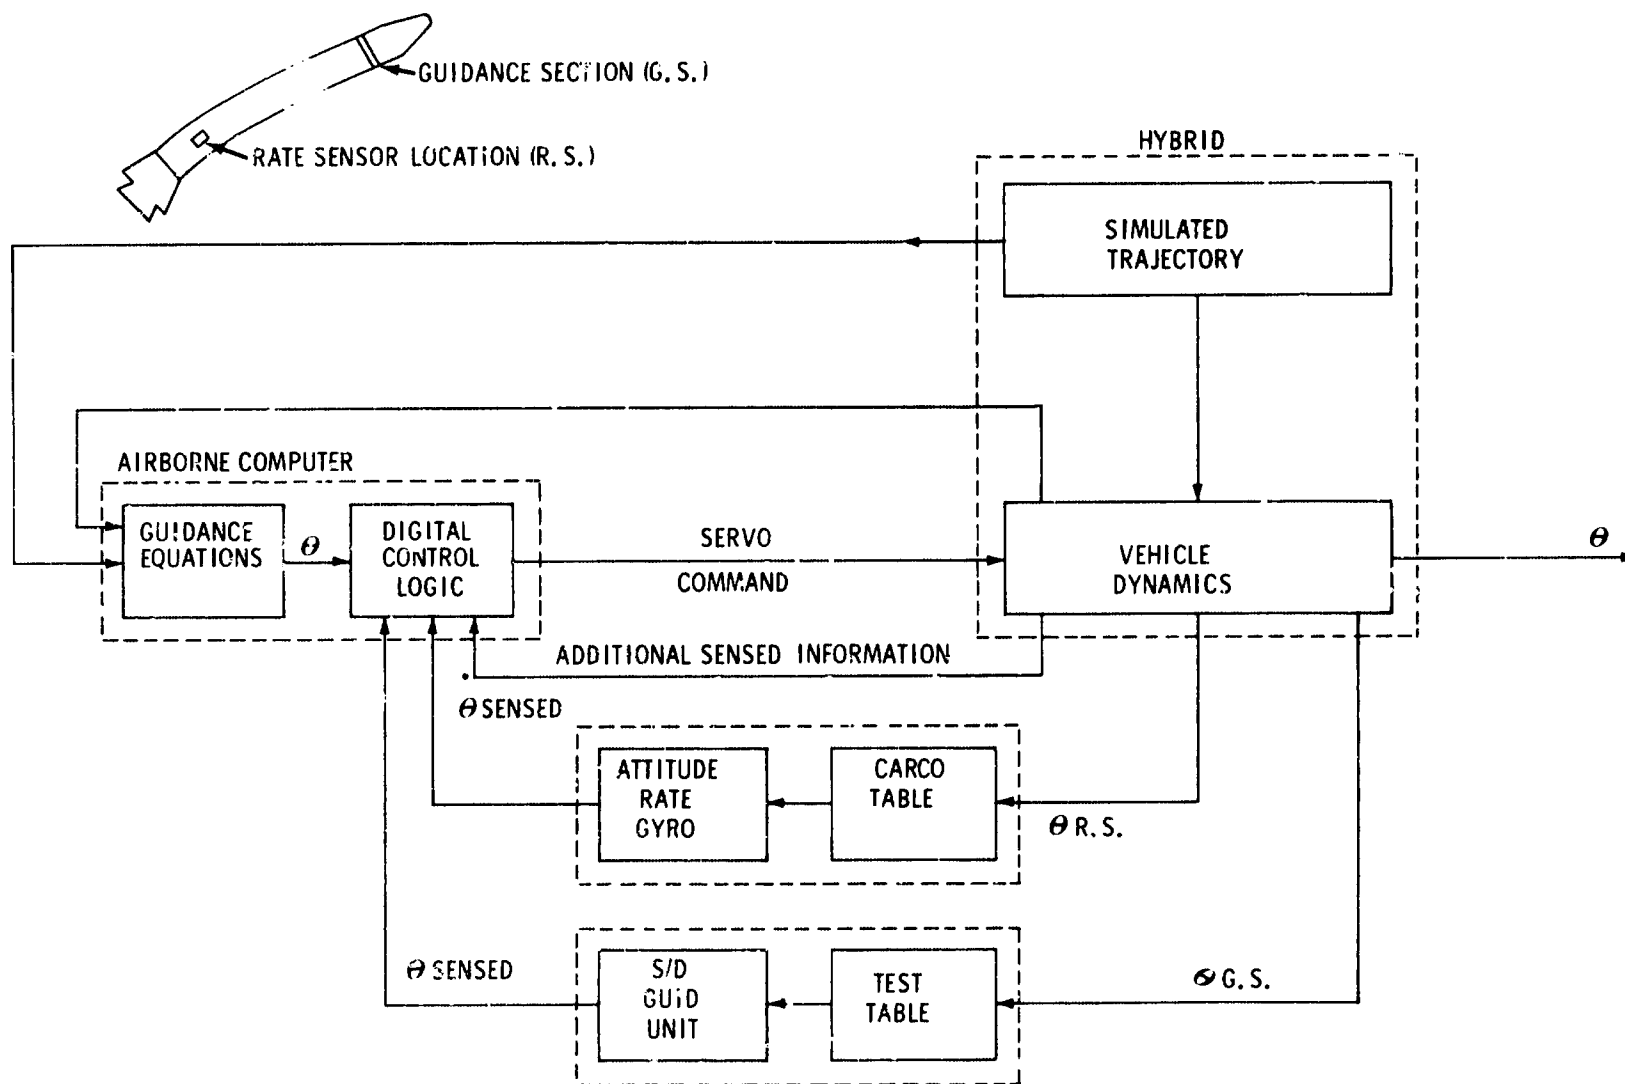 GUIDANCE SECTION (G.S.)
RATE SENSOR LOCATION (R.S.)
HYBRID
SIMULATED
TRAJECTORY
AIRBORNE COMPUTER
GUIDANCE
EQUATIONS
θ
DIGITAL
CONTROL
LOGIC
SERVO
COMMAND
VEHICLE
DYNAMICS
θ
ADDITIONAL SENSED INFORMATION
θ̇ SENSED
ATTITUDE
RATE
GYRO
CARCO
TABLE
θ R.S.
θ SENSED
S/D
GUID
UNIT
TEST
TABLE
θ G.S.